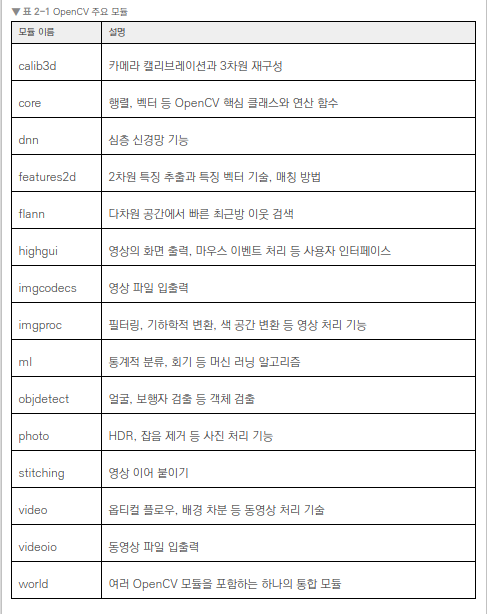 ▼ 표 2-1 OpenCV 주요 모듈
모듈 이름 설명
calib3d 카메라 캘리브레이션과 3차원 재구성
core 행렬, 벡터 등 OpenCV 핵심 클래스와 연산 함수
dnn 심층 신경망 기능
features2d 2차원 특징 추출과 특징 벡터 기술, 매칭 방법
flann 다차원 공간에서 빠른 최근방 이웃 검색
highgui 영상의 화면 출력, 마우스 이벤트 처리 등 사용자 인터페이스
imgcodecs 영상 파일 입출력
imgproc 필터링, 기하학적 변환, 색 공간 변환 등 영상 처리 기능
ml 통계적 분류, 회기 등 머신 러닝 알고리즘
objdetect 얼굴, 보행자 검출 등 객체 검출
photo HDR, 잡음 제거 등 사진 처리 기능
stitching 영상 이어 붙이기
video 옵티컬 플로우, 배경 차분 등 동영상 처리 기술
videoio 동영상 파일 입출력
world 여러 OpenCV 모듈을 포함하는 하나의 통합 모듈